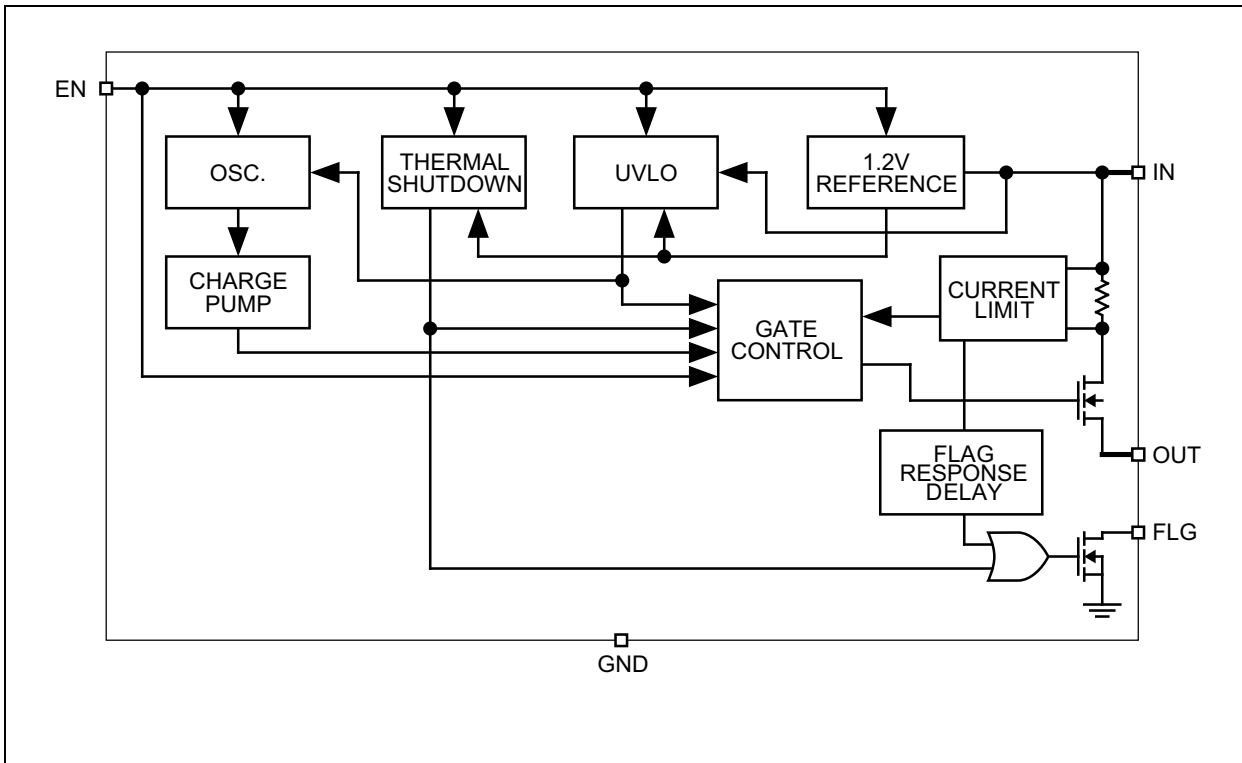 EN
OSC.
THERMAL
SHUTDOWN
UVLO
1.2V
REFERENCE
IN
CHARGE
PUMP
GATE
CONTROL
CURRENT
LIMIT
FLAG
RESPONSE
DELAY
OUT
FLG
GND